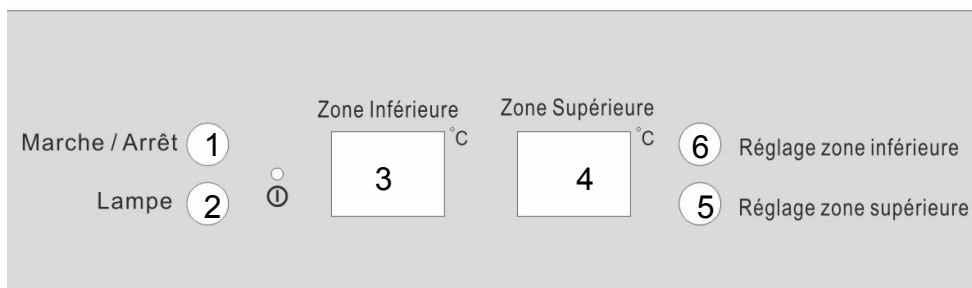 Zone Inférieure Zone Supérieure
Marche / Arrêt 1 °C °C 6 Réglage zone inférieure
3 4
Lampe 2 5 Réglage zone supérieure